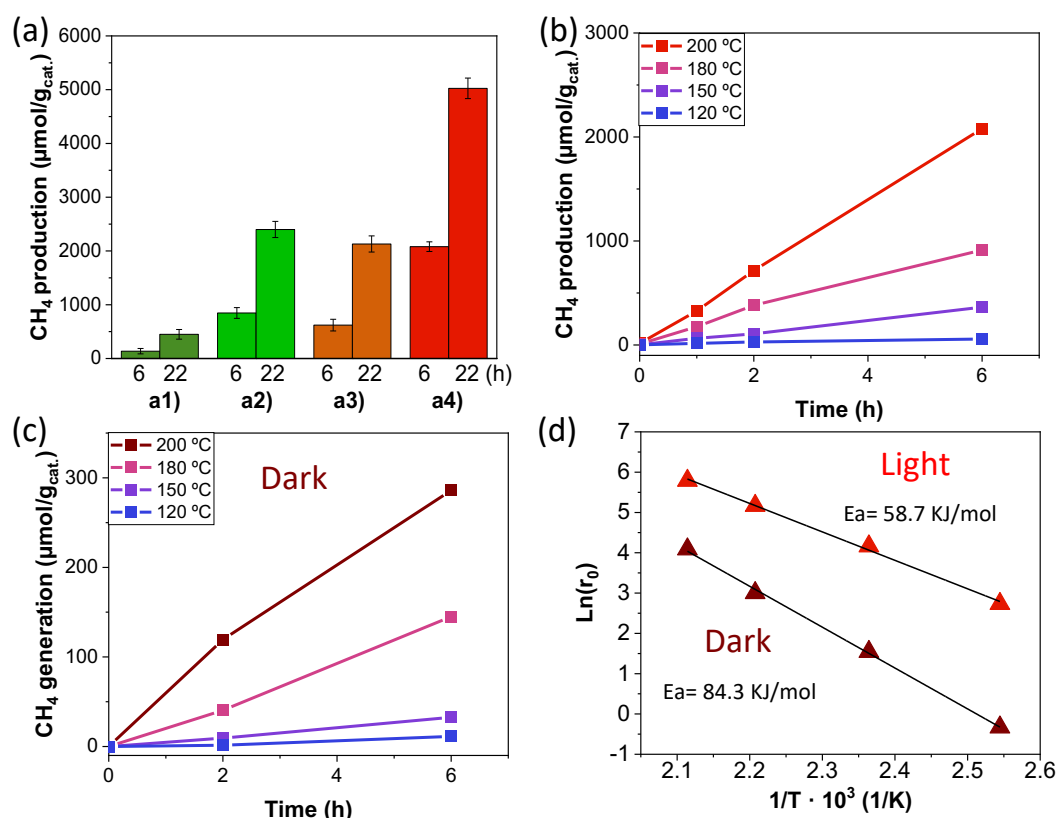 (a)
CH₄ production (µmol/g_cat.)
6000
5000
4000
3000
2000
1000
0
6 22 6 22 6 22 6 22 (h)
a1) a2) a3) a4)
(b)
CH₄ production (µmol/g_cat.)
3000
2000
1000
0
200 ºC
180 ºC
150 ºC
120 ºC
0 2 4 6
Time (h)
(c)
CH₄ generation (µmol/g_cat.)
300
200
100
0
200 ºC
180 ºC
150 ºC
120 ºC
Dark
0 2 4 6
Time (h)
(d)
Ln(r₀)
7
6
5
4
3
2
1
0
-1
Light
Ea= 58.7 KJ/mol
Dark
Ea= 84.3 KJ/mol
2.1 2.2 2.3 2.4 2.5 2.6
1/T · 10³ (1/K)